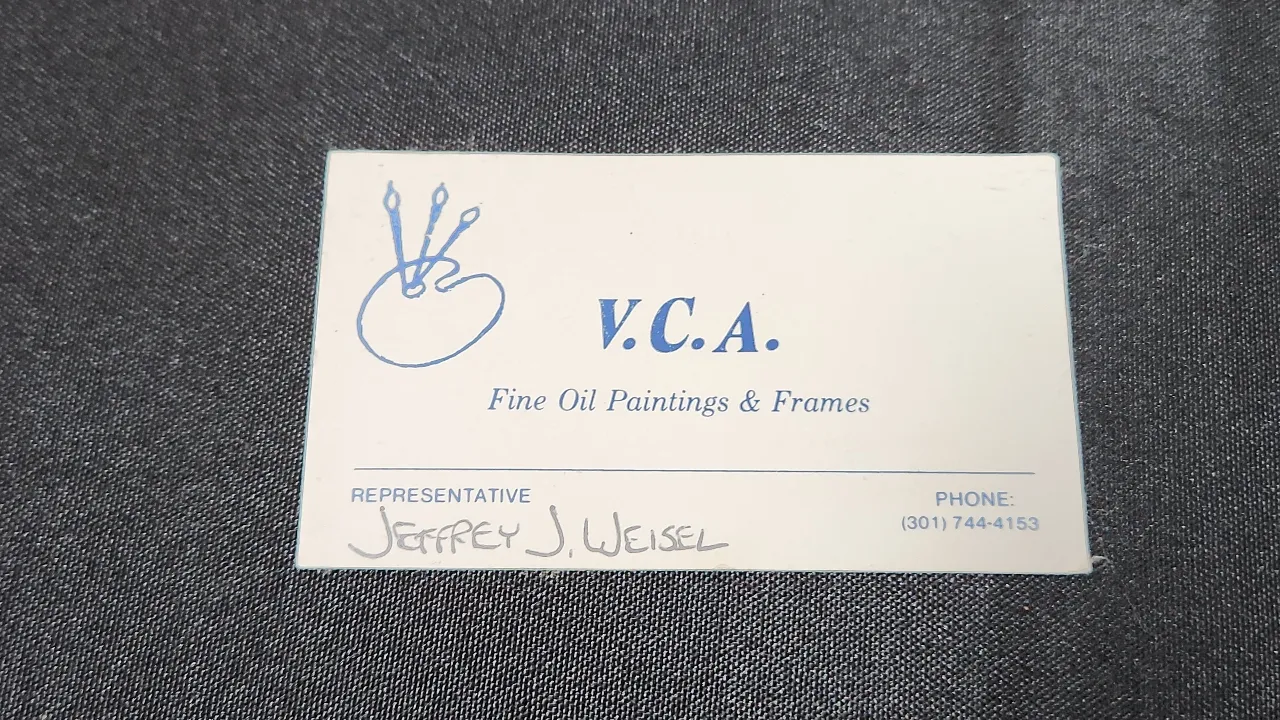 V.C.A.
Fine Oil Paintings & Frames
REPRESENTATIVE
JEFFREY J. WEISEL
PHONE:
(301) 744-4153